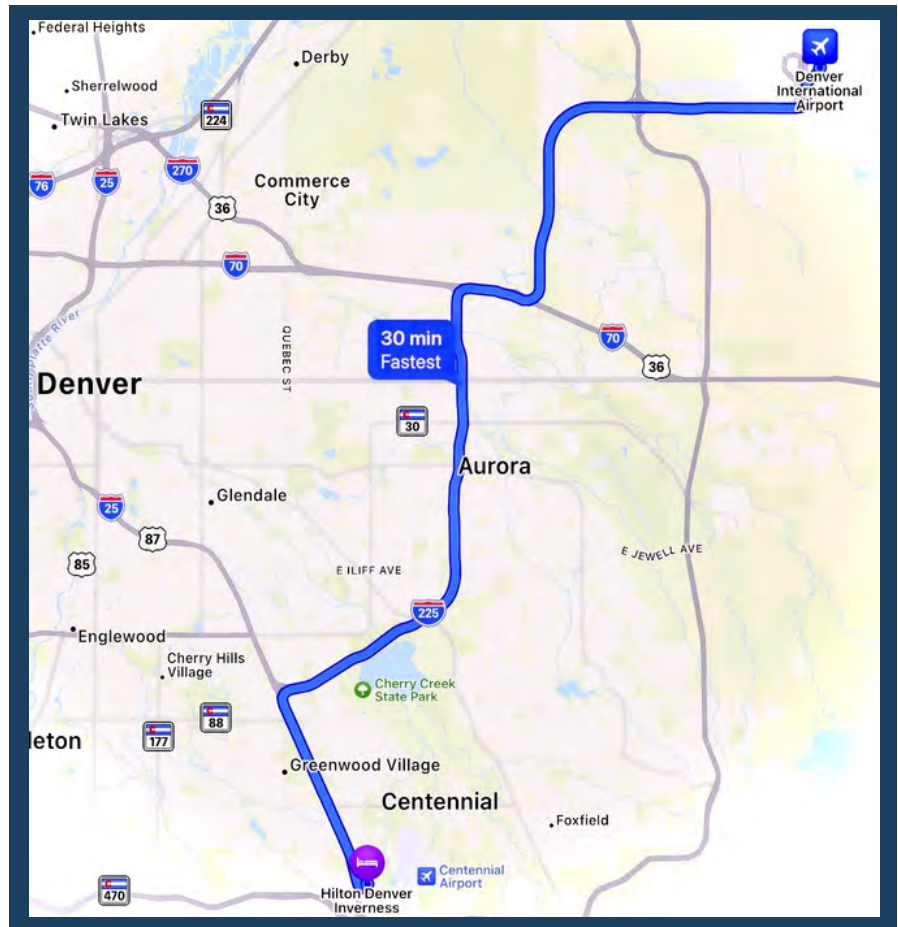 Federal Heights
Derby
Sherrelwood
Twin Lakes
224
Denver
International
Airport
76
25
270
36
Commerce
City
70
30 min
Fastest
QUEBEC ST
70
36
Denver
30
Aurora
Glendale
25
87
85
E ILIFF AVE
E JEWELL AVE
225
Englewood
Cherry Hills
Village
Cherry Creek
State Park
88
177
leton
Greenwood Village
Centennial
Foxfield
Centennial
Airport
470
Hilton Denver
Inverness